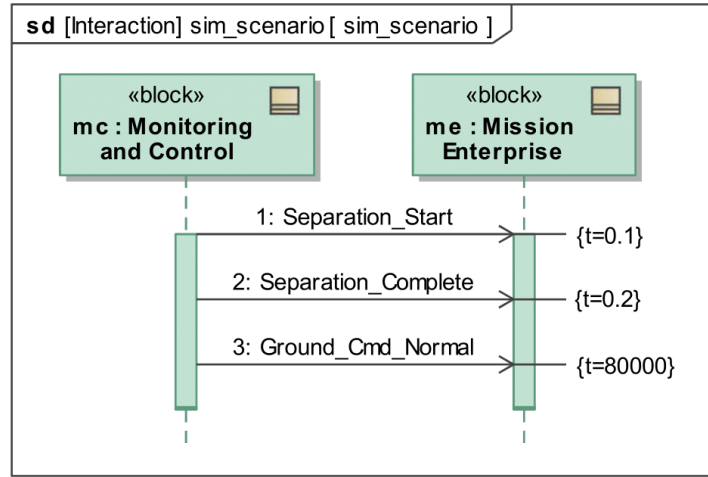 sd [Interaction] sim_scenario [ sim_scenario ]
«block»
mc : Monitoring
and Control
«block»
me : Mission
Enterprise
1: Separation_Start
{t=0.1}
2: Separation_Complete
{t=0.2}
3: Ground_Cmd_Normal
{t=80000}